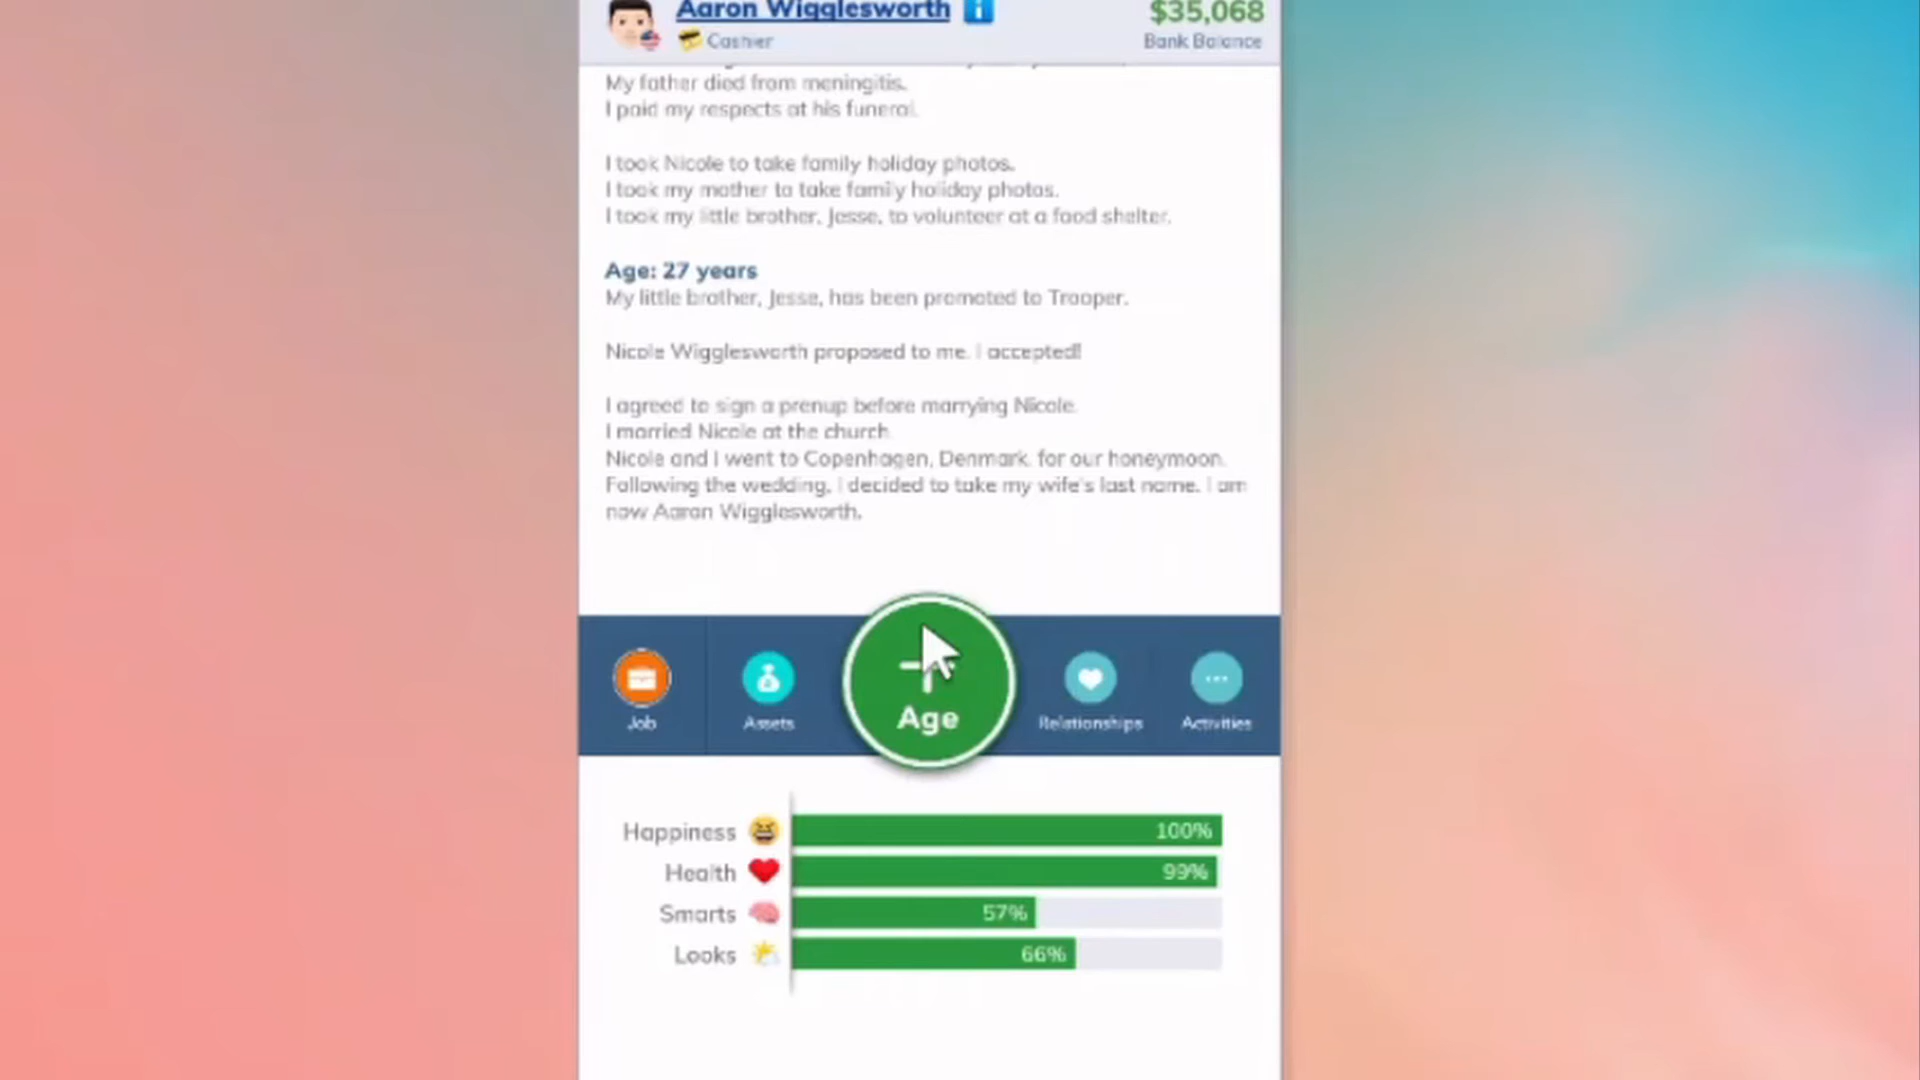 Aaron Wigglesworth
$35,068
Cashier
Bank Balance
My father died from meningitis.
I paid my respects at his funeral.
I took Nicole to take family holiday photos.
I took my mother to take family holiday photos.
I took my little brother, Jesse, to volunteer at a food shelter.
Age: 27 years
My little brother, Jesse, has been promoted to Trooper.
Nicole Wigglesworth proposed to me. I accepted!
I agreed to sign a prenup before marrying Nicole.
I married Nicole at the church.
Nicole and I went to Copenhagen, Denmark, for our honeymoon.
Following the wedding, I decided to take my wife's last name. I am
now Aaron Wigglesworth.
Job
Assets
Age
Relationships
Activities
Happiness 100%
Health 99%
Smarts 57%
Looks 66%